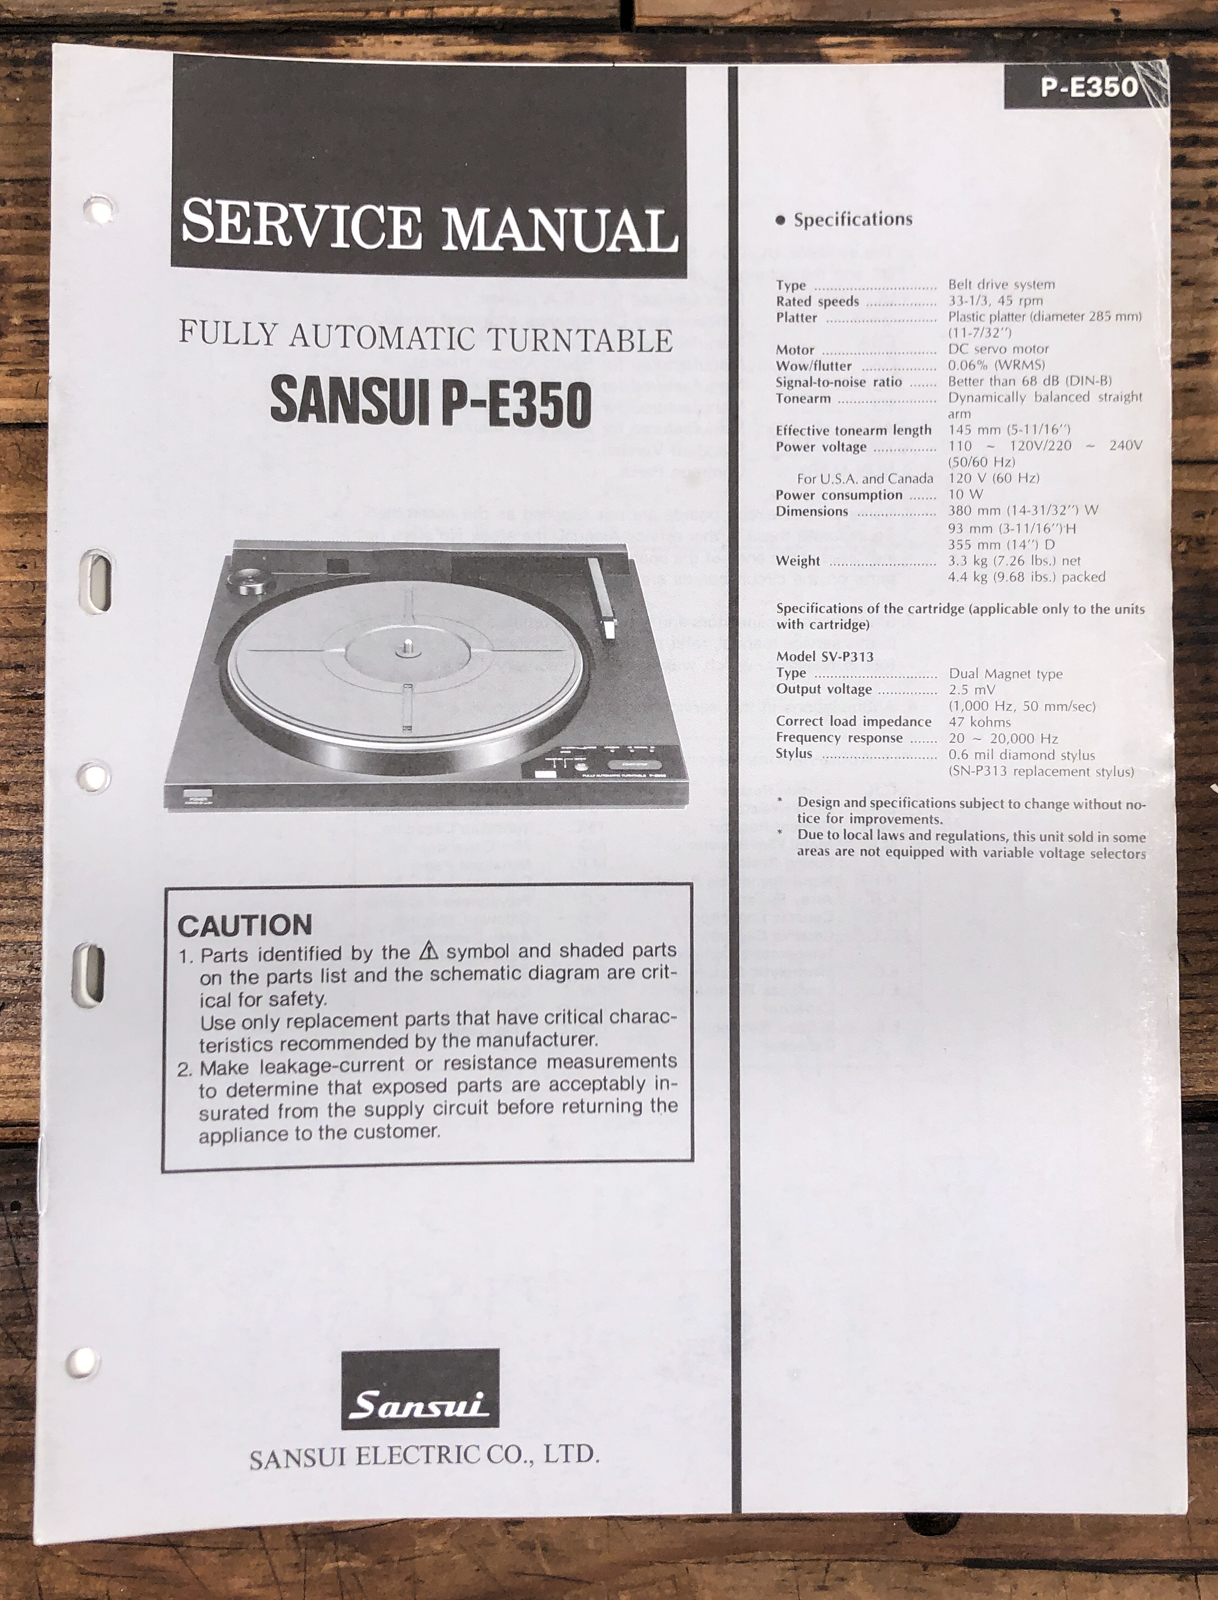 SERVICE MANUAL
FULLY AUTOMATIC TURNTABLE
SANSUI P-E350
POWER
FULLY AUTOMATIC TURNTABLE P-E350
CAUTION
1. Parts identified by the ⚠ symbol and shaded parts
on the parts list and the schematic diagram are crit-
ical for safety.
Use only replacement parts that have critical charac-
teristics recommended by the manufacturer.
2. Make leakage-current or resistance measurements
to determine that exposed parts are acceptably in-
surated from the supply circuit before returning the
appliance to the customer.
Sansui
SANSUI ELECTRIC CO., LTD.
P-E350
● Specifications
Type .............................. Belt drive system
Rated speeds ................. 33-1/3, 45 rpm
Platter ........................... Plastic platter (diameter 285 mm)
(11-7/32")
Motor ............................ DC servo motor
Wow/flutter .................. 0.06% (WRMS)
Signal-to-noise ratio ....... Better than 68 dB (DIN-B)
Tonearm ........................ Dynamically balanced straight
arm
Effective tonearm length 145 mm (5-11/16")
Power voltage ................ 110 ~ 120V/220 ~ 240V
(50/60 Hz)
For U.S.A. and Canada 120 V (60 Hz)
Power consumption ....... 10 W
Dimensions .................... 380 mm (14-31/32") W
93 mm (3-11/16") H
355 mm (14") D
Weight .......................... 3.3 kg (7.26 lbs.) net
4.4 kg (9.68 ibs.) packed
Specifications of the cartridge (applicable only to the units
with cartridge)
Model SV-P313
Type .............................. Dual Magnet type
Output voltage ............... 2.5 mV
(1,000 Hz, 50 mm/sec)
Correct load impedance 47 kohms
Frequency response ....... 20 ~ 20,000 Hz
Stylus ............................ 0.6 mil diamond stylus
(SN-P313 replacement stylus)
* Design and specifications subject to change without no-
tice for improvements.
* Due to local laws and regulations, this unit sold in some
areas are not equipped with variable voltage selectors